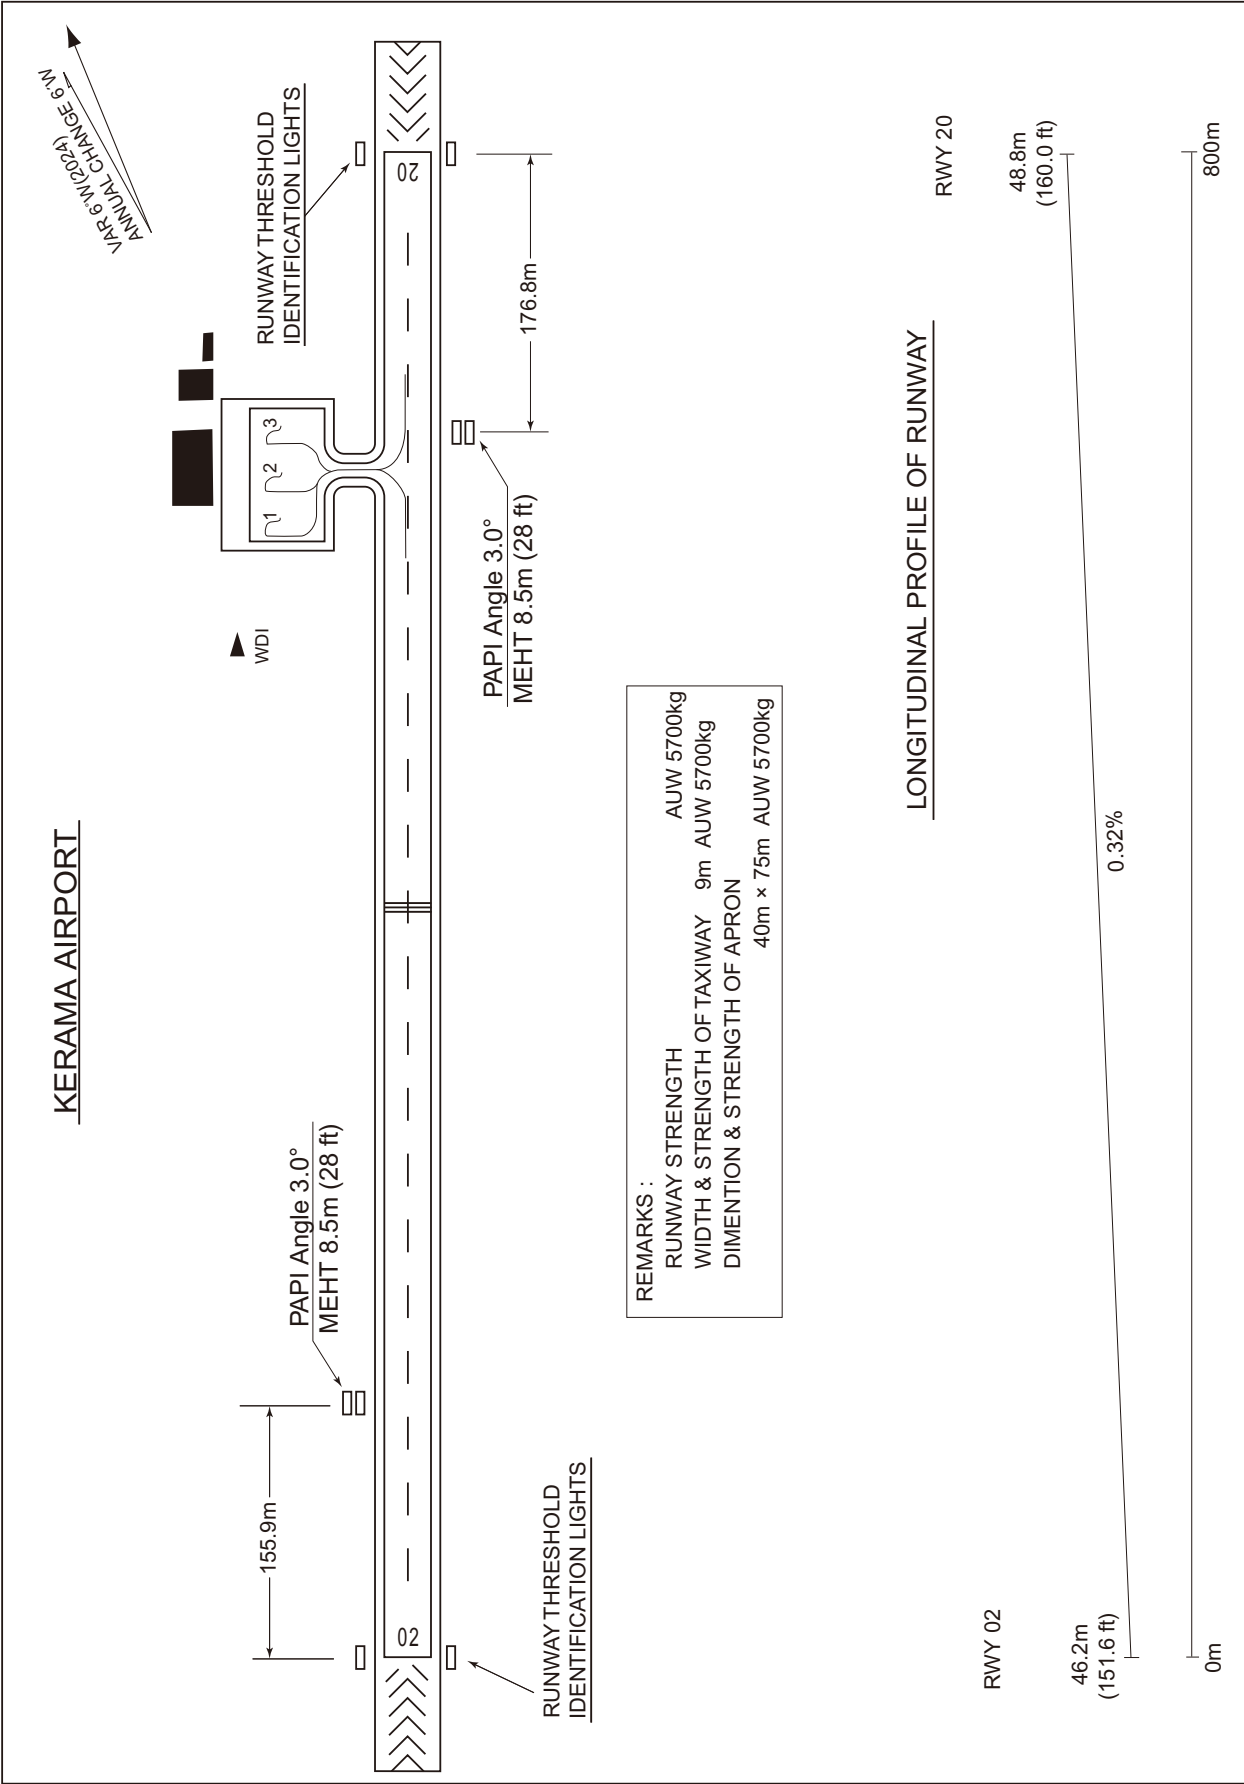 KERAMA AIRPORT
VAR 6°W(2024)
ANNUAL CHANGE 6'W
RUNWAY THRESHOLD
IDENTIFICATION LIGHTS
1 2 3
WDI
PAPI Angle 3.0°
MEHT 8.5m (28 ft)
155.9m
02
20
176.8m
PAPI Angle 3.0°
MEHT 8.5m (28 ft)
RUNWAY THRESHOLD
IDENTIFICATION LIGHTS
REMARKS :
RUNWAY STRENGTH AUW 5700kg
WIDTH & STRENGTH OF TAXIWAY 9m AUW 5700kg
DIMENTION & STRENGTH OF APRON
40m × 75m AUW 5700kg
LONGITUDINAL PROFILE OF RUNWAY
RWY 02
RWY 20
46.2m
(151.6 ft)
48.8m
(160.0 ft)
0.32%
0m
800m